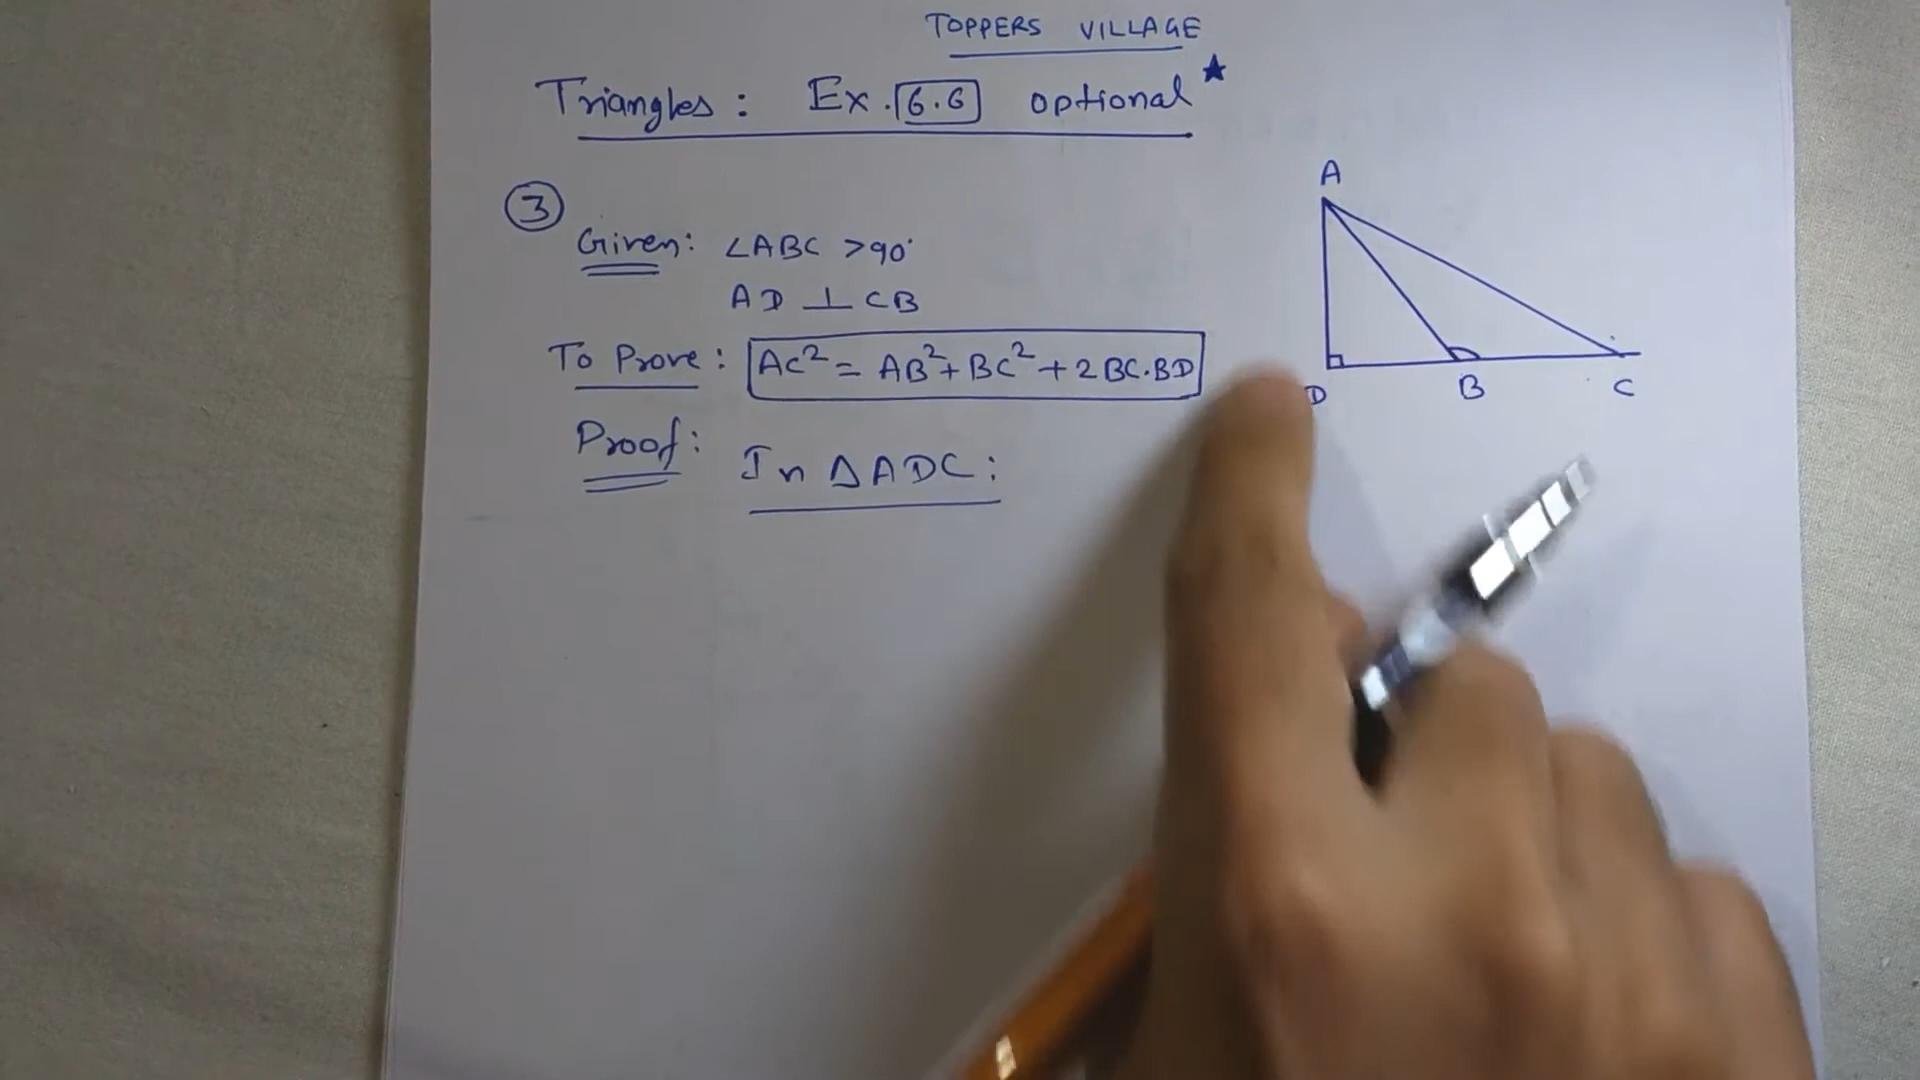 TOPPERS VILLAGE
Triangles: Ex. 6.6 optional ★
3
Given: ∠ABC >90°
AD ⊥ CB
To Prove: AC² = AB²+BC²+2BC.BD
Proof: In ΔADC:
A
D B C